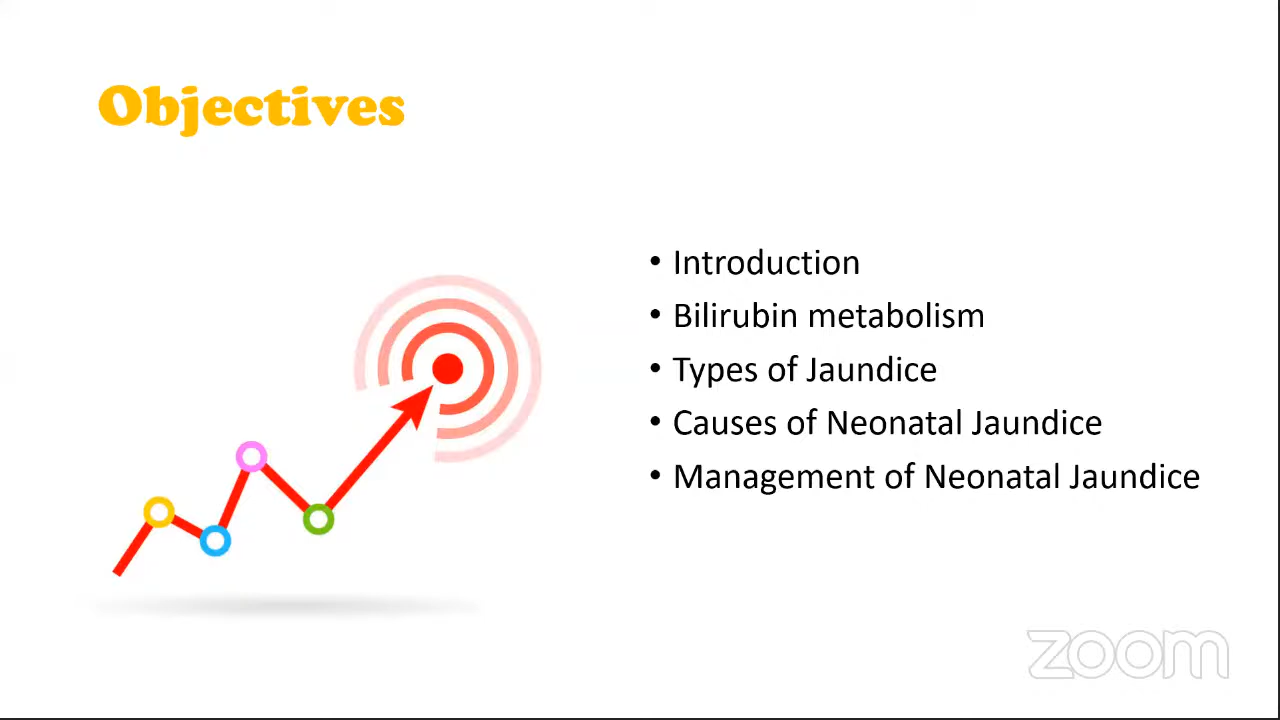 Objectives
• Introduction
• Bilirubin metabolism
• Types of Jaundice
• Causes of Neonatal Jaundice
• Management of Neonatal Jaundice
zoom